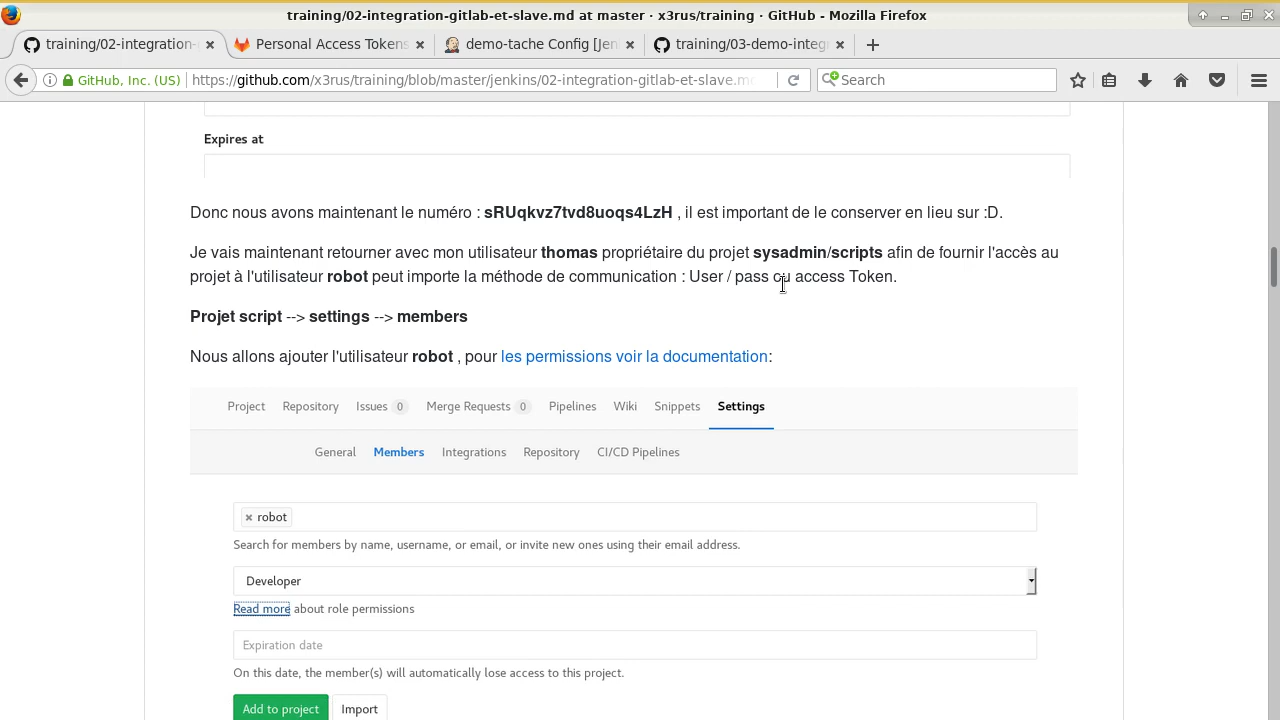 training/02-integration-gitlab-et-slave.md at master · x3rus/training · GitHub - Mozilla Firefox
training/02-integration-
Personal Access Tokens
demo-tache Config [Jen
training/03-demo-integ
GitHub, Inc. (US)
https://github.com/x3rus/training/blob/master/jenkins/02-integration-gitlab-et-slave.md
Search
Expires at
Donc nous avons maintenant le numéro : sRUqkvz7tvd8uoqs4LzH , il est important de le conserver en lieu sur :D.
Je vais maintenant retourner avec mon utilisateur thomas propriétaire du projet sysadmin/scripts afin de fournir l'accès au
projet à l'utilisateur robot peut importe la méthode de communication : User / pass ou access Token.
Projet script --> settings --> members
Nous allons ajouter l'utilisateur robot , pour les permissions voir la documentation:
Project Repository Issues 0 Merge Requests 0 Pipelines Wiki Snippets Settings
General Members Integrations Repository CI/CD Pipelines
× robot
Search for members by name, username, or email, or invite new ones using their email address.
Developer
Read more about role permissions
Expiration date
On this date, the member(s) will automatically lose access to this project.
Add to project Import